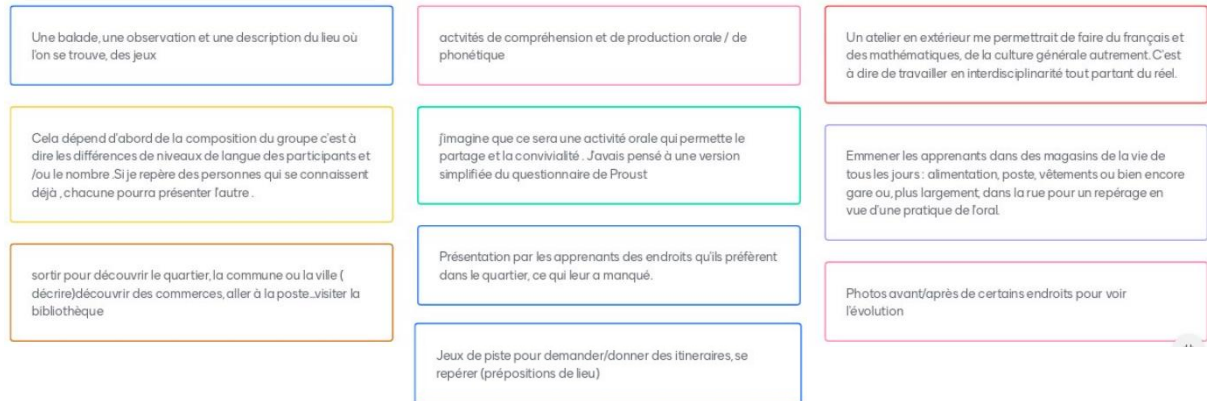 Une balade, une observation et une description du lieu où
l'on se trouve, des jeux
Cela dépend d'abord de la composition du groupe c'est à
dire les différences de niveaux de langue des participants et
/ou le nombre .Si je repère des personnes qui se connaissent
déjà , chacune pourra présenter l'autre .
sortir pour découvrir le quartier, la commune ou la ville (
décrire)découvrir des commerces, aller à la poste...visiter la
bibliothèque
actvités de compréhension et de production orale / de
phonétique
j'imagine que ce sera une activité orale qui permette le
partage et la convivialité . J'avais pensé à une version
simplifiée du questionnaire de Proust
Présentation par les apprenants des endroits qu'ils préfèrent
dans le quartier, ce qui leur a manqué.
Jeux de piste pour demander/donner des itineraires, se
repérer (prépositions de lieu)
Un atelier en extérieur me permettrait de faire du français et
des mathématiques, de la culture générale autrement. C'est
à dire de travailler en interdisciplinarité tout partant du réel.
Emmener les apprenants dans des magasins de la vie de
tous les jours : alimentation, poste, vêtements ou bien encore
gare ou, plus largement, dans la rue pour un repérage en
vue d'une pratique de l'oral.
Photos avant/après de certains endroits pour voir
l'évolution